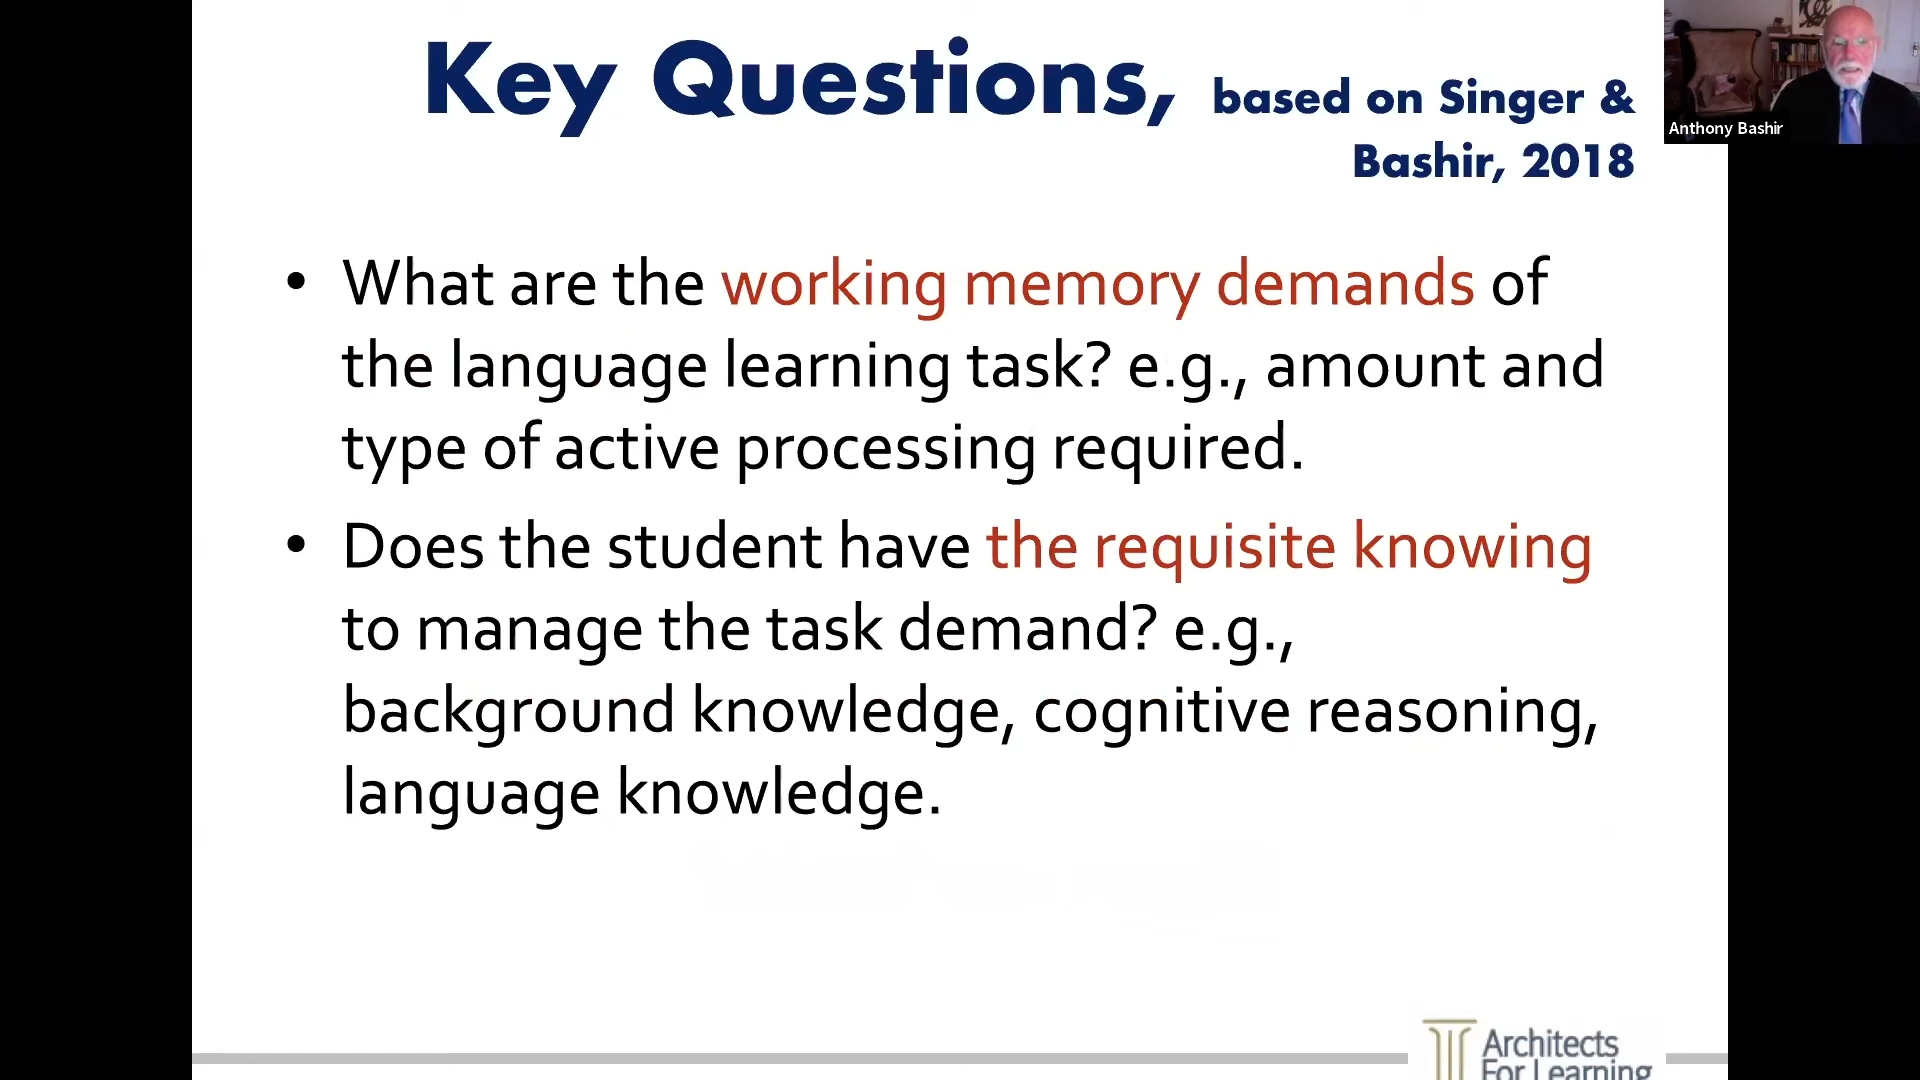 Key Questions, based on Singer &
Bashir, 2018
Anthony Bashir
• What are the working memory demands of
the language learning task? e.g., amount and
type of active processing required.
• Does the student have the requisite knowing
to manage the task demand? e.g.,
background knowledge, cognitive reasoning,
language knowledge.
Architects
For Learning